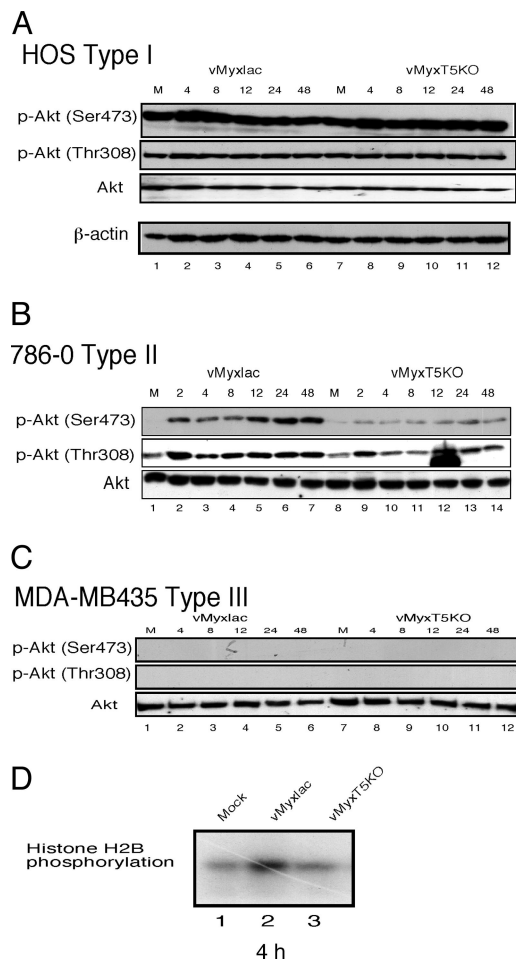 A
HOS Type I
vMyxlac vMyxT5KO
M 4 8 12 24 48 M 4 8 12 24 48
p-Akt (Ser473)
p-Akt (Thr308)
Akt
β-actin
1 2 3 4 5 6 7 8 9 10 11 12
B
786-0 Type II
vMyxlac vMyxT5KO
M 2 4 8 12 24 48 M 2 4 8 12 24 48
p-Akt (Ser473)
p-Akt (Thr308)
Akt
1 2 3 4 5 6 7 8 9 10 11 12 13 14
C
MDA-MB435 Type III
vMyxlac vMyxT5KO
M 4 8 12 24 48 M 4 8 12 24 48
p-Akt (Ser473)
p-Akt (Thr308)
Akt
1 2 3 4 5 6 7 8 9 10 11 12
D
Mock vMyxlac vMyxT5KO
Histone H2B
phosphorylation
1 2 3
4 h